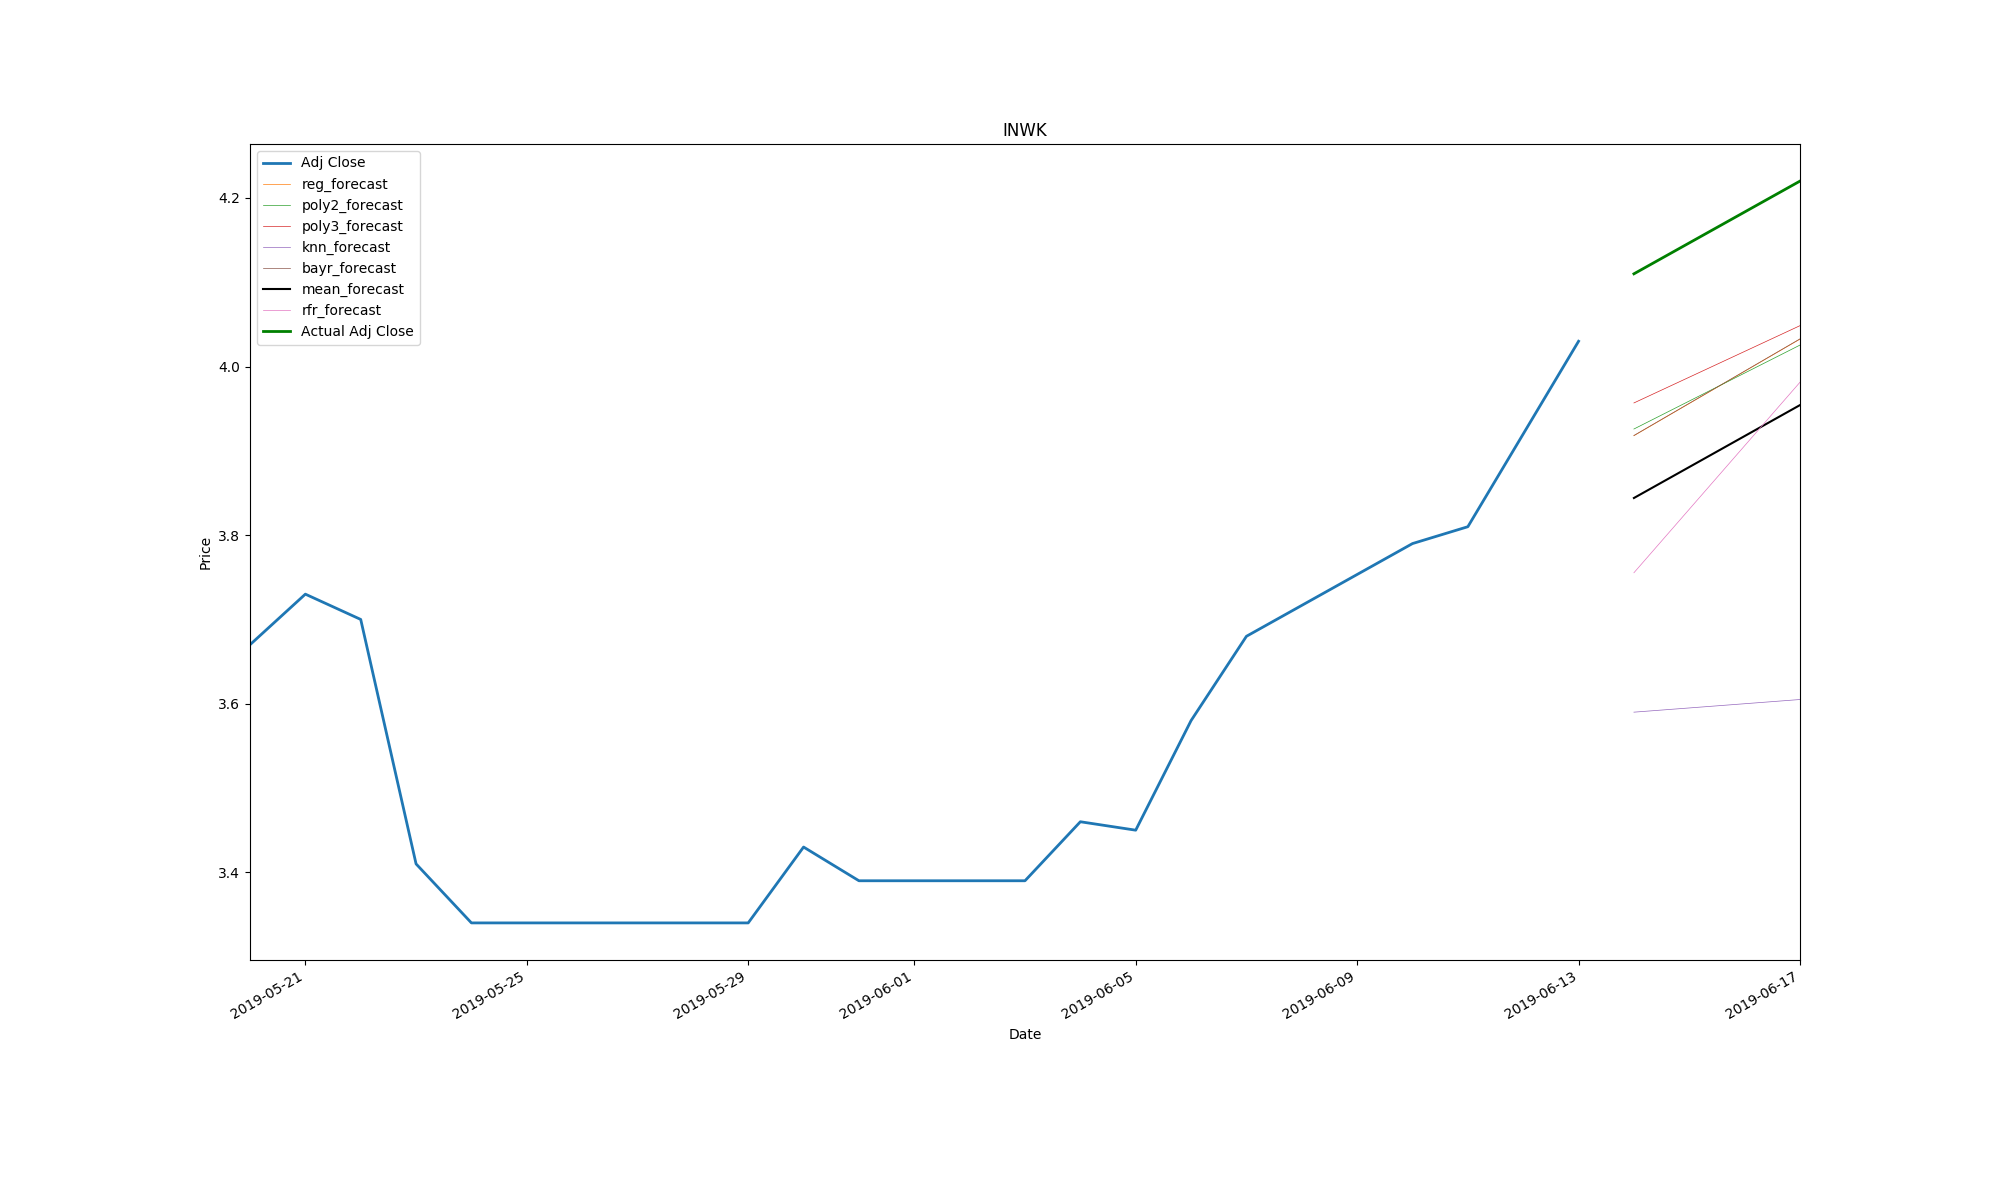 INWK
Adj Close
reg_forecast
poly2_forecast
poly3_forecast
knn_forecast
bayr_forecast
mean_forecast
rfr_forecast
Actual Adj Close
4.2
4.0
3.8
3.6
3.4
Price
2019-05-21
2019-05-25
2019-05-29
2019-06-01
2019-06-05
2019-06-09
2019-06-13
2019-06-17
Date